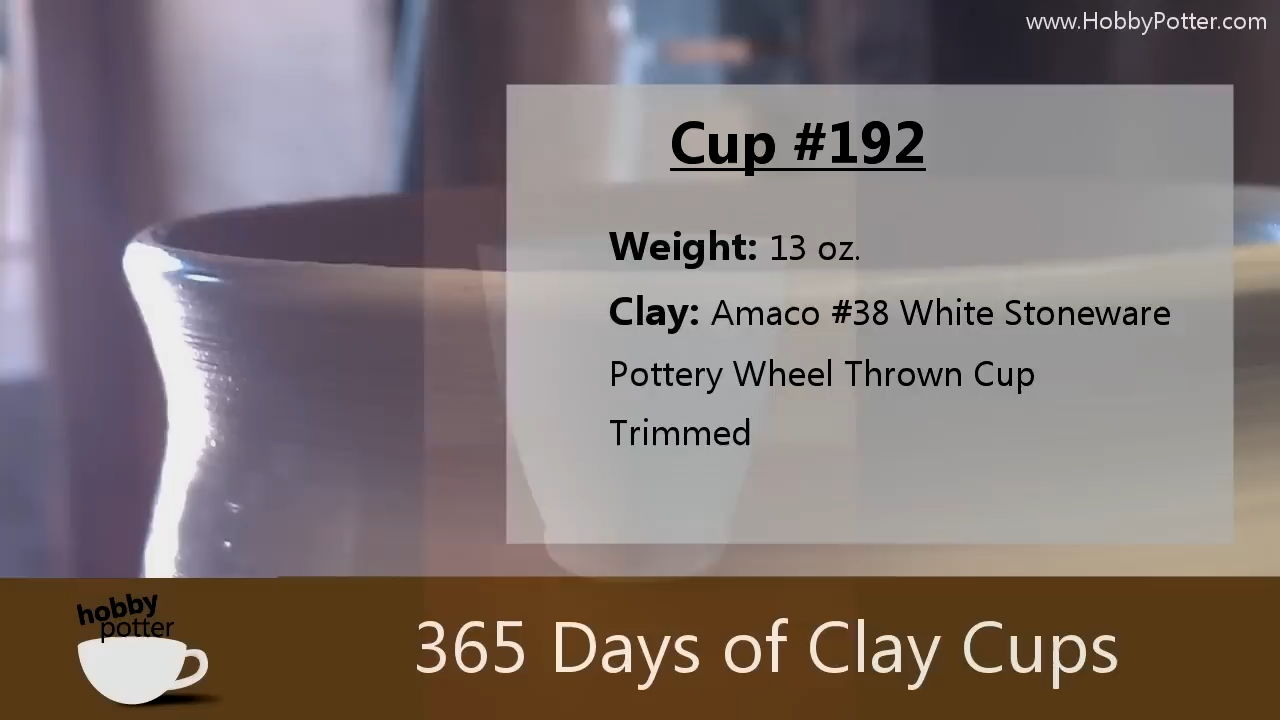 www.HobbyPotter.com
Cup #192
Weight: 13 oz.
Clay: Amaco #38 White Stoneware
Pottery Wheel Thrown Cup
Trimmed
hobby
potter
365 Days of Clay Cups